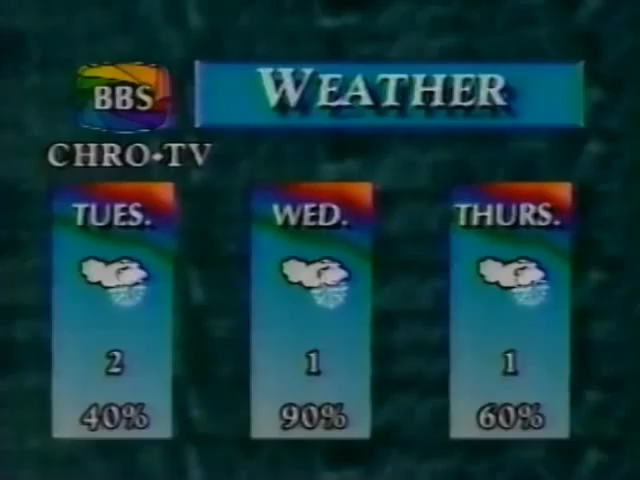 BBS
WEATHER
CHRO•TV
TUES. WED. THURS.
2 1 1
40% 90% 60%